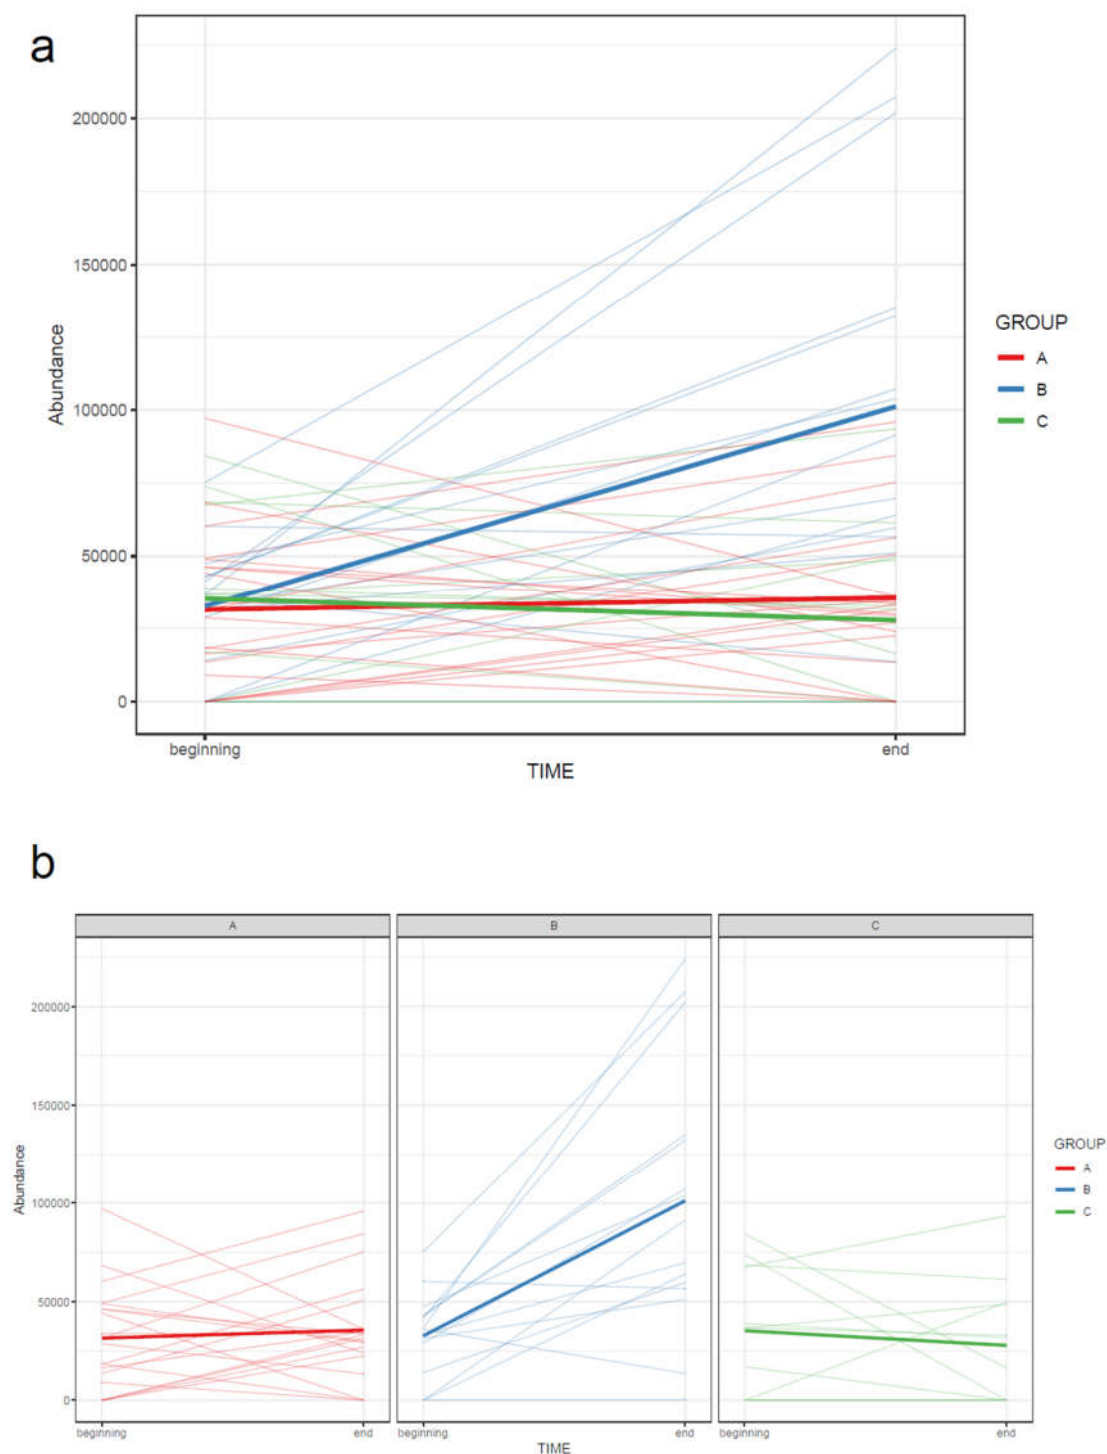 a
200000
150000
100000
50000
0
Abundance
beginning
end
TIME
GROUP
A
B
C
b
A
B
C
200000
150000
100000
50000
0
Abundance
beginning
end
beginning
end
beginning
end
TIME
GROUP
A
B
C